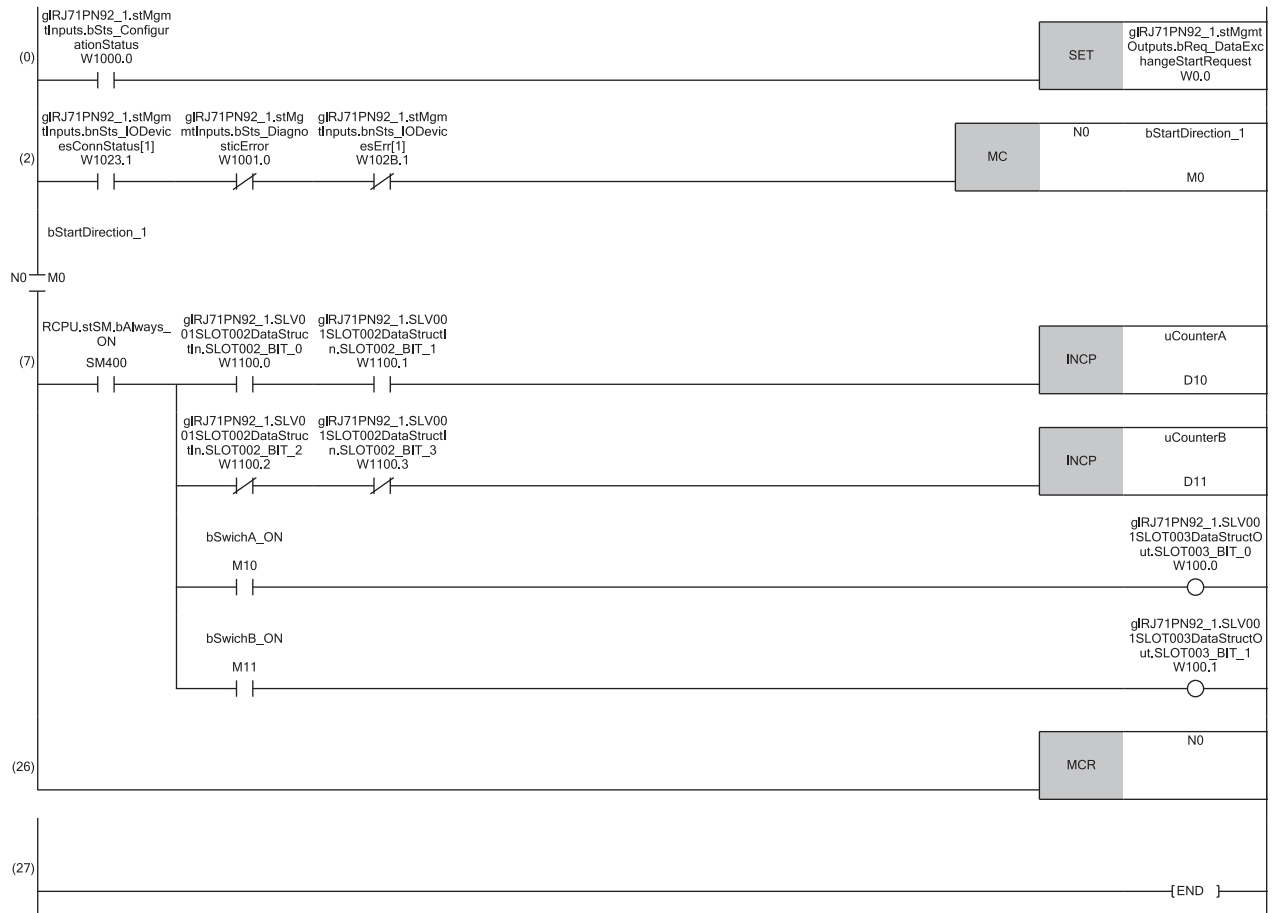 gIRJ71PN92_1.stMgm
tInputs.bSts_Configur
ationStatus
W1000.0
(0)
SET
gIRJ71PN92_1.stMgmt
Outputs.bReq_DataExc
hangeStartRequest
W0.0
gIRJ71PN92_1.stMgm
tInputs.bnSts_IODevic
esConnStatus[1]
W1023.1
gIRJ71PN92_1.stMg
mtInputs.bSts_Diagno
sticError
W1001.0
gIRJ71PN92_1.stMgm
tInputs.bnSts_IODevic
esErr[1]
W102B.1
(2)
MC
N0
bStartDirection_1
M0
bStartDirection_1
N0
M0
(7)
RCPU.stSM.bAlways_
ON
SM400
gIRJ71PN92_1.SLV0
01SLOT002DataStruc
tIn.SLOT002_BIT_0
W1100.0
gIRJ71PN92_1.SLV00
1SLOT002DataStructI
n.SLOT002_BIT_1
W1100.1
INCP
uCounterA
D10
gIRJ71PN92_1.SLV0
01SLOT002DataStruc
tIn.SLOT002_BIT_2
W1100.2
gIRJ71PN92_1.SLV00
1SLOT002DataStructI
n.SLOT002_BIT_3
W1100.3
INCP
uCounterB
D11
bSwichA_ON
M10
gIRJ71PN92_1.SLV00
1SLOT003DataStructO
ut.SLOT003_BIT_0
W100.0
bSwichB_ON
M11
gIRJ71PN92_1.SLV00
1SLOT003DataStructO
ut.SLOT003_BIT_1
W100.1
(26)
MCR
N0
(27)
[END ]